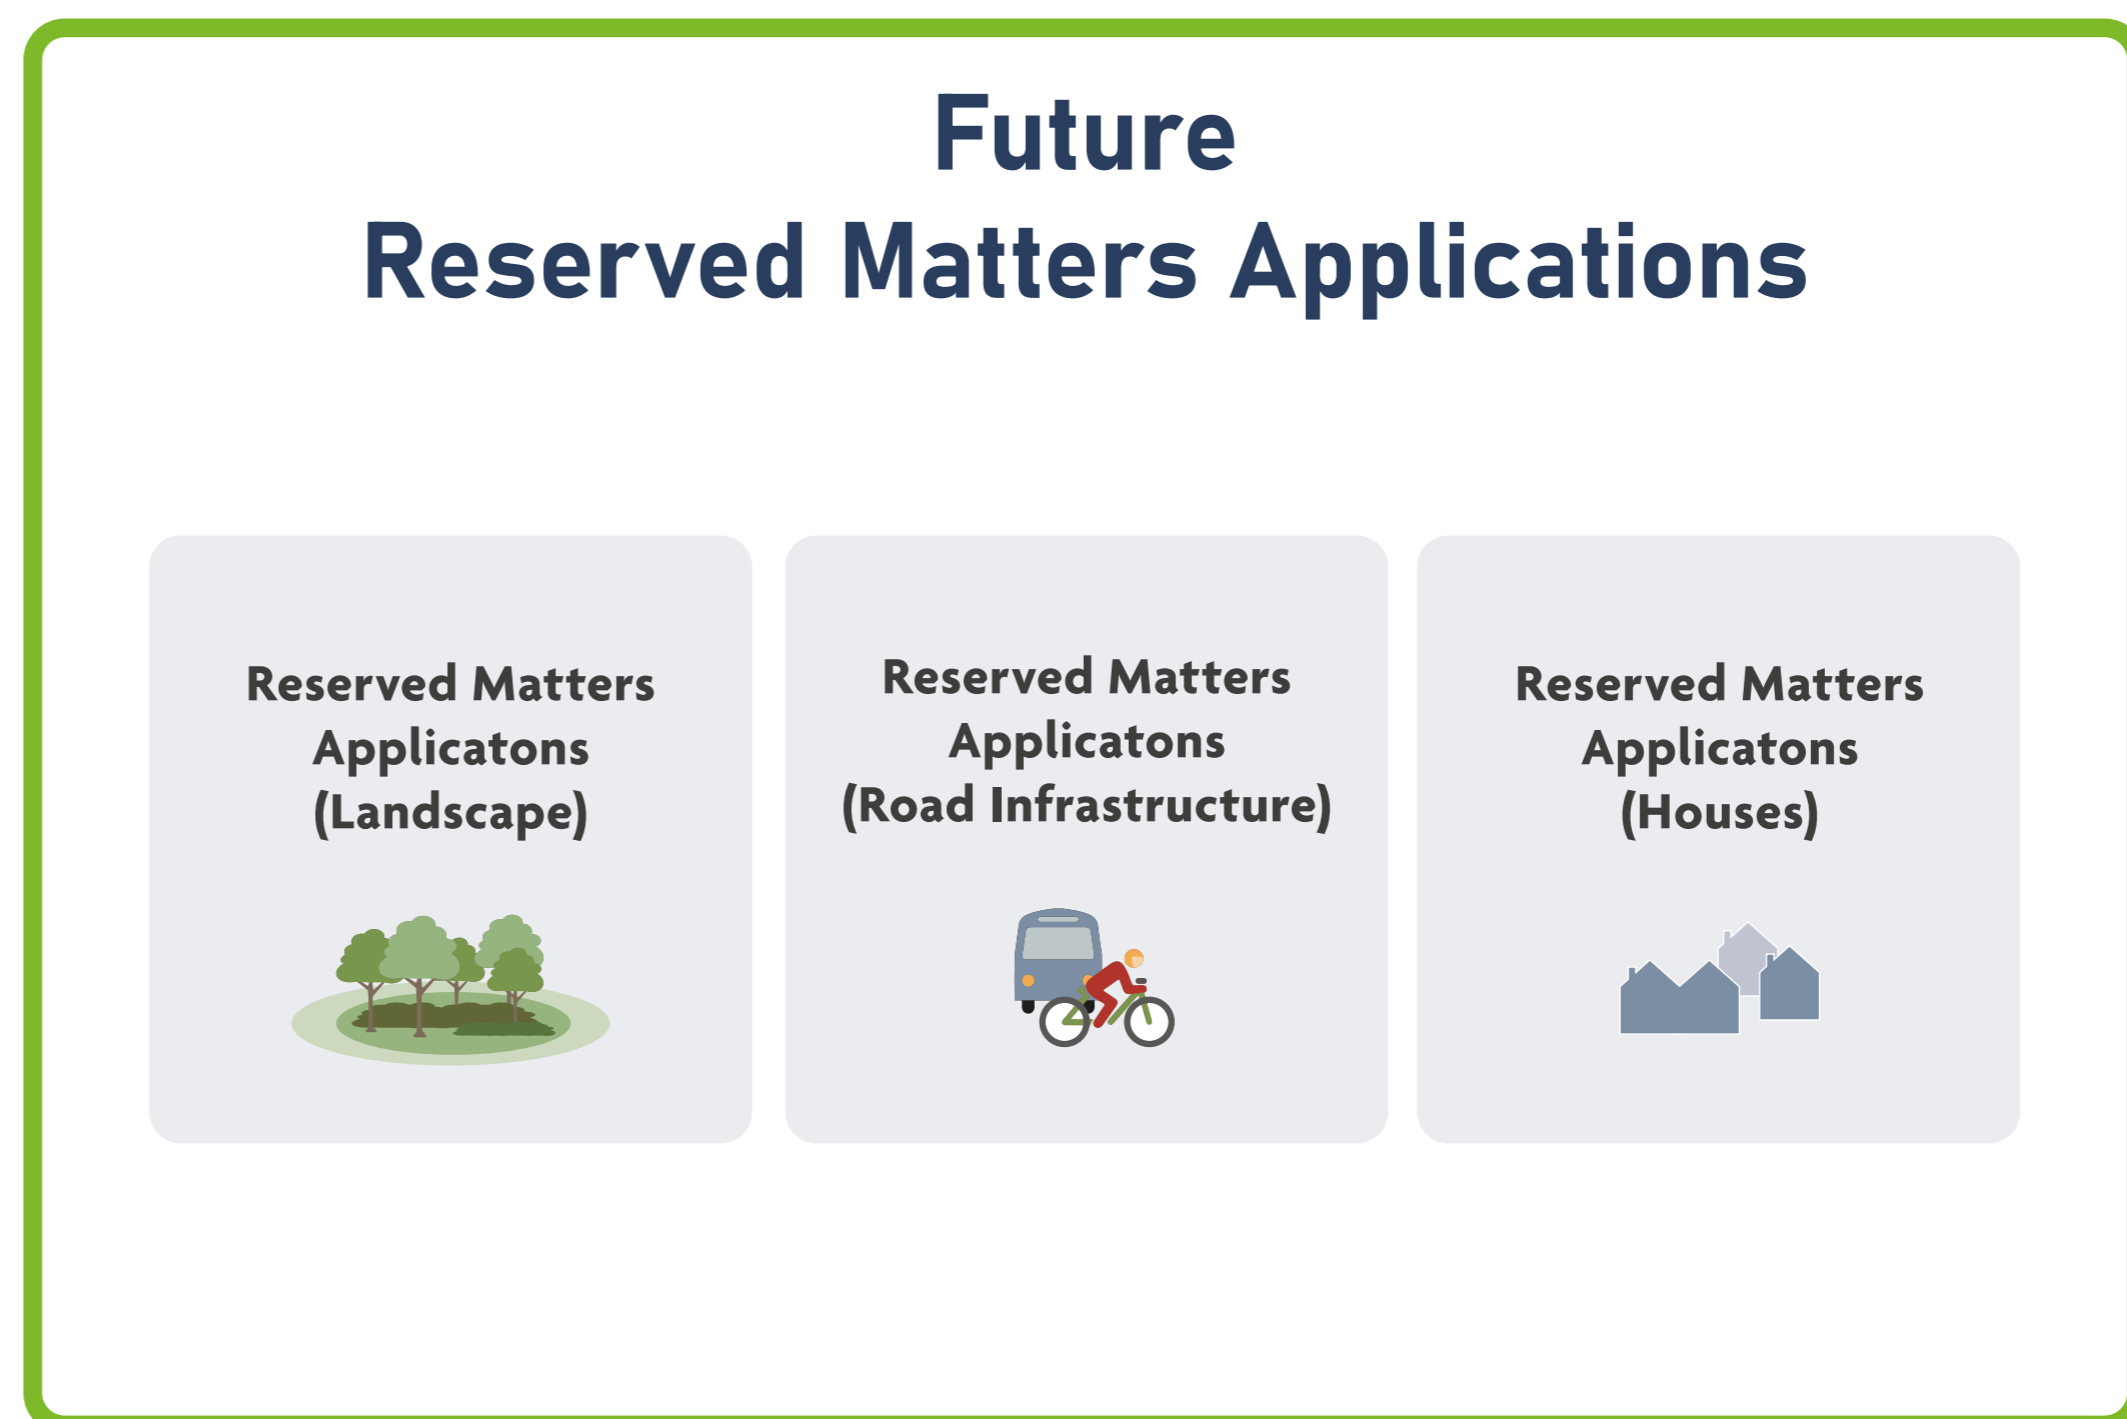 Future
Reserved Matters Applications
Reserved Matters
Applicatons
(Landscape)
Reserved Matters
Applicatons
(Road Infrastructure)
Reserved Matters
Applicatons
(Houses)